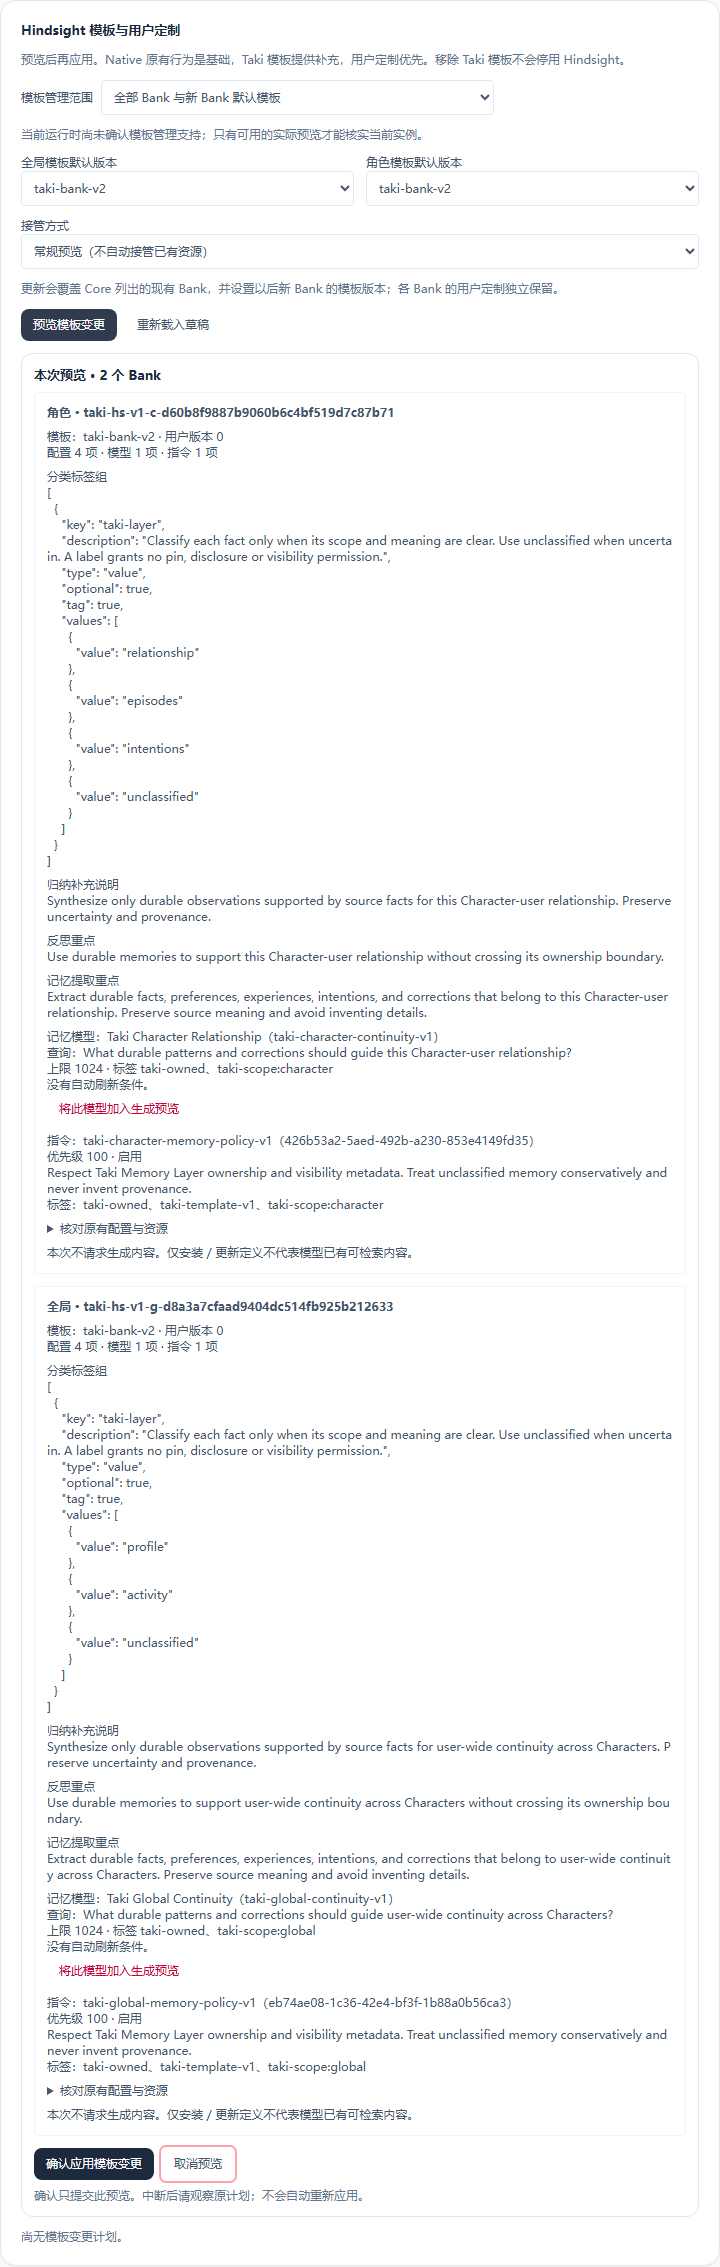 Hindsight 模板与用户定制
预览后再应用。Native 原有行为是基础，Taki 模板提供补充，用户定制优先。移除 Taki 模板不会停用 Hindsight。
模板管理范围 全部 Bank 与新 Bank 默认模板
当前运行时尚未确认模板管理支持；只有可用的实际预览才能核实当前实例。
全局模板默认版本 角色模板默认版本
taki-bank-v2 taki-bank-v2
接管方式
常规预览（不自动接管已有资源）
更新会覆盖 Core 列出的现有 Bank，并设置以后新 Bank 的模板版本；各 Bank 的用户定制独立保留。
预览模板变更 重新载入草稿
本次预览 • 2 个 Bank
角色 • taki-hs-v1-c-d60b8f9887b9060b6c4bf519d7c87b71
模板：taki-bank-v2 · 用户版本 0
配置 4 项 · 模型 1 项 · 指令 1 项
分类标签组
[
{
"key": "taki-layer",
"description": "Classify each fact only when its scope and meaning are clear. Use unclassified when uncerta
in. A label grants no pin, disclosure or visibility permission.",
"type": "value",
"optional": true,
"tag": true,
"values": [
{
"value": "relationship"
},
{
"value": "episodes"
},
{
"value": "intentions"
},
{
"value": "unclassified"
}
]
}
]
归纳补充说明
Synthesize only durable observations supported by source facts for this Character-user relationship. Preserve
uncertainty and provenance.
反思重点
Use durable memories to support this Character-user relationship without crossing its ownership boundary.
记忆提取重点
Extract durable facts, preferences, experiences, intentions, and corrections that belong to this Character-user
relationship. Preserve source meaning and avoid inventing details.
记忆模型：Taki Character Relationship（taki-character-continuity-v1）
查询：What durable patterns and corrections should guide this Character-user relationship?
上限 1024 · 标签 taki-owned、taki-scope:character
没有自动刷新条件。
将此模型加入生成预览
指令：taki-character-memory-policy-v1（426b53a2-5aed-492b-a230-853e4149fd35）
优先级 100 · 启用
Respect Taki Memory Layer ownership and visibility metadata. Treat unclassified memory conservatively and
never invent provenance.
标签：taki-owned、taki-template-v1、taki-scope:character
▶ 核对原有配置与资源
本次不请求生成内容。仅安装 / 更新定义不代表模型已有可检索内容。
全局 • taki-hs-v1-g-d8a3a7cfaad9404dc514fb925b212633
模板：taki-bank-v2 · 用户版本 0
配置 4 项 · 模型 1 项 · 指令 1 项
分类标签组
[
{
"key": "taki-layer",
"description": "Classify each fact only when its scope and meaning are clear. Use unclassified when uncerta
in. A label grants no pin, disclosure or visibility permission.",
"type": "value",
"optional": true,
"tag": true,
"values": [
{
"value": "profile"
},
{
"value": "activity"
},
{
"value": "unclassified"
}
]
}
]
归纳补充说明
Synthesize only durable observations supported by source facts for user-wide continuity across Characters. P
reserve uncertainty and provenance.
反思重点
Use durable memories to support user-wide continuity across Characters without crossing its ownership bou
ndary.
记忆提取重点
Extract durable facts, preferences, experiences, intentions, and corrections that belong to user-wide continuit
y across Characters. Preserve source meaning and avoid inventing details.
记忆模型：Taki Global Continuity（taki-global-continuity-v1）
查询：What durable patterns and corrections should guide user-wide continuity across Characters?
上限 1024 · 标签 taki-owned、taki-scope:global
没有自动刷新条件。
将此模型加入生成预览
指令：taki-global-memory-policy-v1（eb74ae08-1c36-42e4-bf3f-1b88a0b56ca3）
优先级 100 · 启用
Respect Taki Memory Layer ownership and visibility metadata. Treat unclassified memory conservatively and
never invent provenance.
标签：taki-owned、taki-template-v1、taki-scope:global
▶ 核对原有配置与资源
本次不请求生成内容。仅安装 / 更新定义不代表模型已有可检索内容。
确认应用模板变更 取消预览
确认只提交此预览。中断后请观察原计划；不会自动重新应用。
尚无模板变更计划。